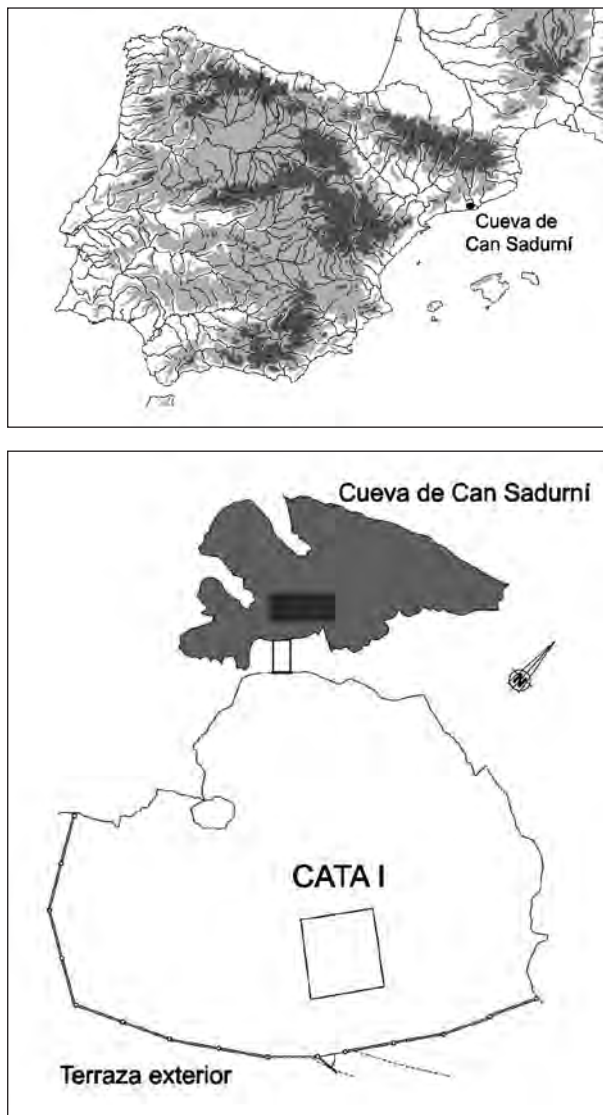 Cueva de
Can Sadurní
Cueva de Can Sadurní
N
CATA I
Terraza exterior